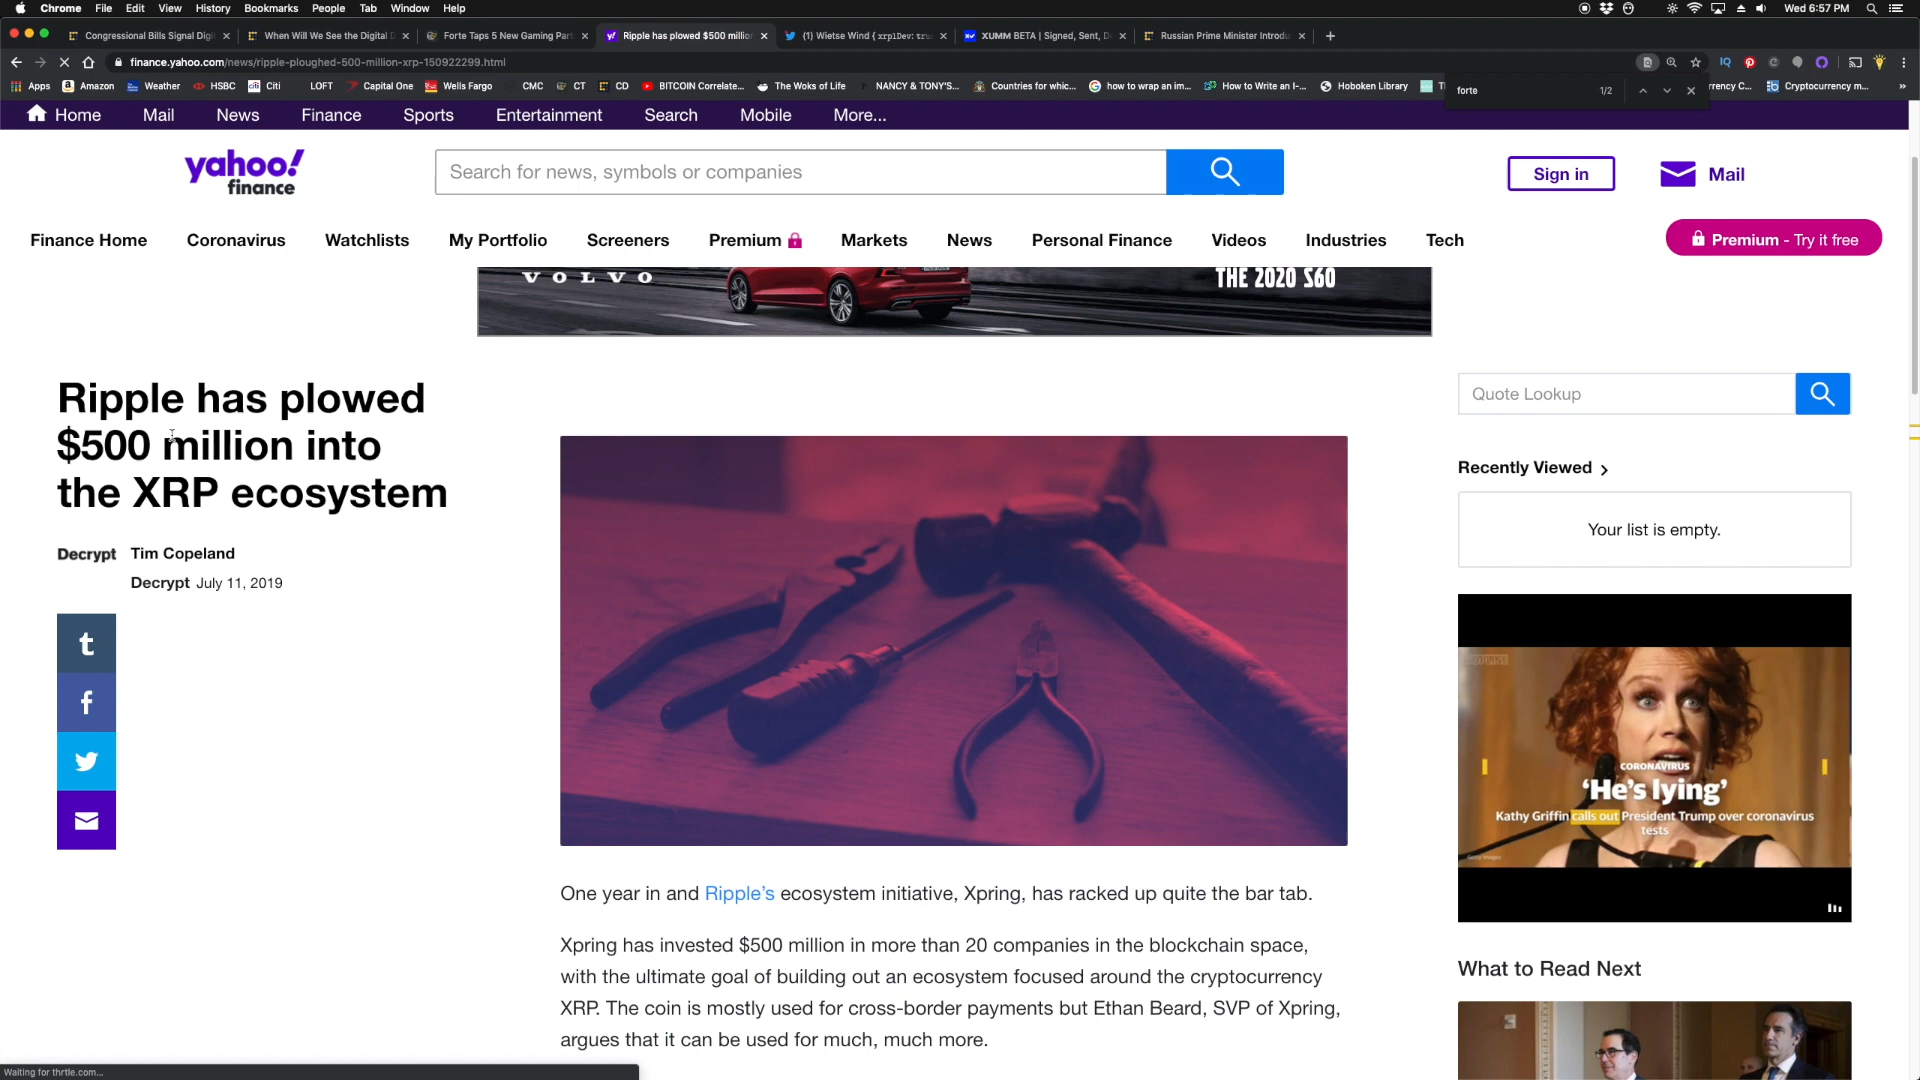 Chrome File Edit View History Bookmarks People Tab Window Help Wed 6:57 PM
Congressional Bills Signal Digi When Will We See the Digital D Forte Taps 5 New Gaming Part Ripple has plowed $500 million (1) Wietse Wind { xrplDev: tru XUMM BETA | Signed, Sent, D Russian Prime Minister Introdu
finance.yahoo.com/news/ripple-ploughed-500-million-xrp-150922299.html
Apps Amazon Weather HSBC Citi LOFT Capital One Wells Fargo CMC CT CD BITCOIN Correlate... The Woks of Life NANCY & TONY'S... Countries for whic... how to wrap an im... How to Write an I-... Hoboken Library rrency C... Cryptocurrency m...
forte 1/2
Home Mail News Finance Sports Entertainment Search Mobile More...
yahoo! finance
Search for news, symbols or companies
Sign in
Mail
Finance Home Coronavirus Watchlists My Portfolio Screeners Premium Markets News Personal Finance Videos Industries Tech
Premium - Try it free
VOLVO
THE 2020 S60
Ripple has plowed
$500 million into
the XRP ecosystem
Decrypt Tim Copeland
Decrypt July 11, 2019
Quote Lookup
Recently Viewed
Your list is empty.
CORONAVIRUS
'He's lying'
Kathy Griffin calls out President Trump over coronavirus
tests
One year in and Ripple's ecosystem initiative, Xpring, has racked up quite the bar tab.
Xpring has invested $500 million in more than 20 companies in the blockchain space,
with the ultimate goal of building out an ecosystem focused around the cryptocurrency
XRP. The coin is mostly used for cross-border payments but Ethan Beard, SVP of Xpring,
argues that it can be used for much, much more.
What to Read Next
Waiting for thrtle.com...